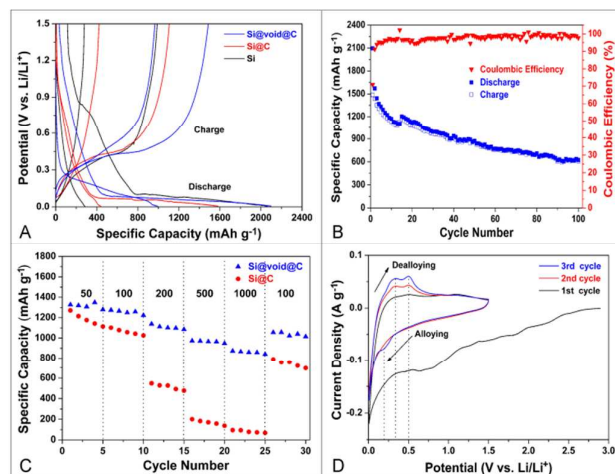 Si@void@C
Si@C
Si
Charge
Discharge
Potential (V vs. Li/Li⁺)
1.5
1.2
0.9
0.6
0.3
0.0
0 400 800 1200 1600 2000 2400
Specific Capacity (mAh g⁻¹)
A
Coulombic Efficiency
Discharge
Charge
Specific Capacity (mAh g⁻¹)
2400
2100
1800
1500
1200
900
600
300
0
Coulombic Efficiency (%)
100
90
80
70
60
50
40
30
20
10
0
0 20 40 60 80 100
Cycle Number
B
Si@void@C
Si@C
50 100 200 500 1000 100
Specific Capacity (mAh g⁻¹)
1800
1600
1400
1200
1000
800
600
400
200
0
0 5 10 15 20 25 30
Cycle Number
C
3rd cycle
2nd cycle
1st cycle
Dealloying
Alloying
Current Density (A g⁻¹)
0.1
0.0
-0.1
-0.2
0.0 0.5 1.0 1.5 2.0 2.5 3.0
Potential (V vs. Li/Li⁺)
D